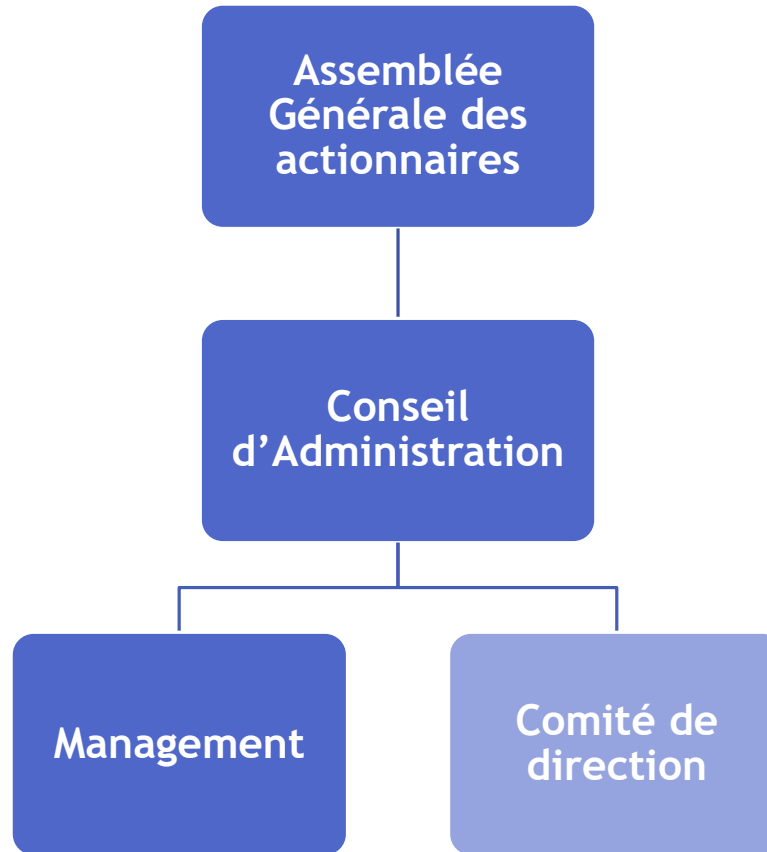 Assemblée
Générale des
actionnaires
Conseil
d’Administration
Management
Comité de
direction